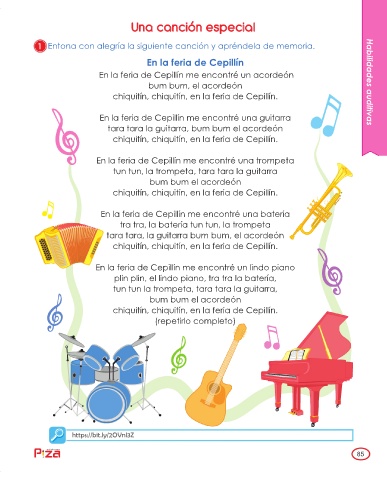 Una canción especial
1 Entona con alegría la siguiente canción y apréndela de memoria.
En la feria de Cepillín
En la feria de Cepillín me encontré un acordeón
bum bum, el acordeón
chiquitín, chiquitín, en la feria de Cepillín.
En la feria de Cepillín me encontré una guitarra
tara tara la guitarra, bum bum el acordeón
chiquitín, chiquitín, en la feria de Cepillín.
En la feria de Cepillín me encontré una trompeta
tun tun, la trompeta, tara tara la guitarra
bum bum el acordeón
chiquitín, chiquitín, en la feria de Cepillín.
En la feria de Cepillín me encontré una batería
tra tra, la batería tun tun, la trompeta
tara tara, la guitarra bum bum, el acordeón
chiquitín, chiquitín, en la feria de Cepillín.
En la feria de Cepillín me encontré un lindo piano
plin plin, el lindo piano, tra tra la batería,
tun tun la trompeta, tara tara la guitarra,
bum bum el acordeón
chiquitín, chiquitín, en la feria de Cepillín.
(repetirlo completo)
Habilidades auditivas
https://bit.ly/2OVnl3Z
Piza
85